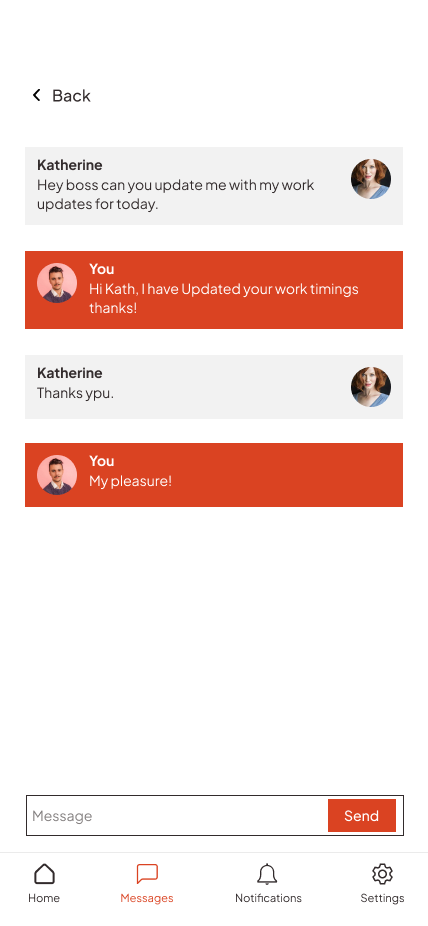 Back
Katherine
Hey boss can you update me with my work
updates for today.
You
Hi Kath, I have Updated your work timings
thanks!
Katherine
Thanks ypu.
You
My pleasure!
Message
Send
Home
Messages
Notifications
Settings